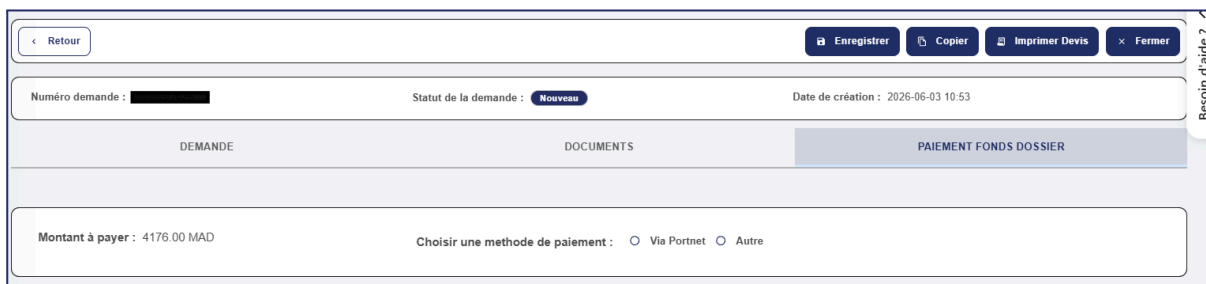 Retour Enregistrer Copier Imprimer Devis Fermer
Besoin d'aide ?
Numéro demande : Statut de la demande : Nouveau Date de création : 2026-06-03 10:53
DEMANDE DOCUMENTS PAIEMENT FONDS DOSSIER
Montant à payer : 4176.00 MAD Choisir une methode de paiement : Via Portnet Autre